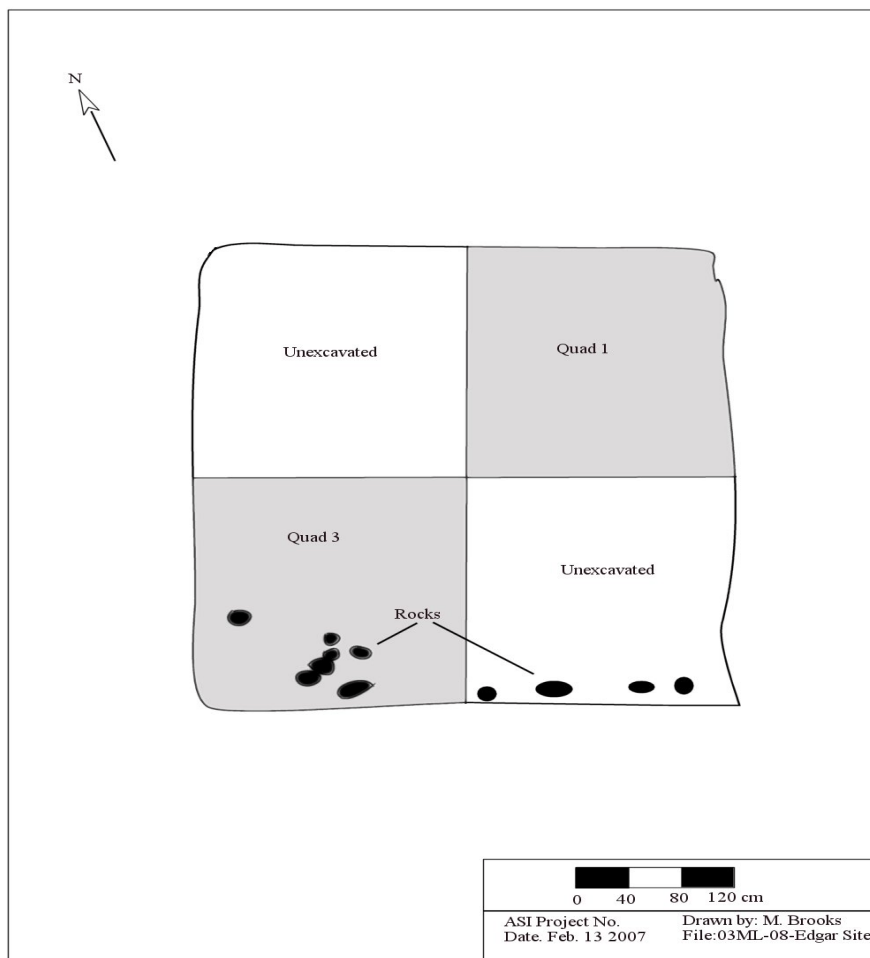 N
Unexcavated
Quad 1
Quad 3
Unexcavated
Rocks
0 40 80 120 cm
ASI Project No. Drawn by: M. Brooks
Date. Feb. 13 2007 File:03ML-08-Edgar Site